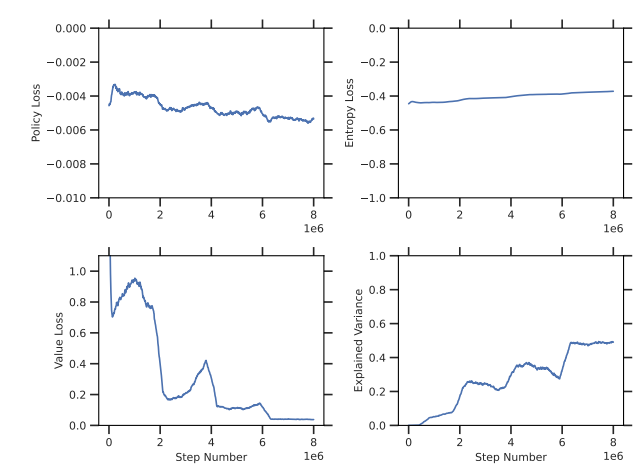 0.000
−0.002
−0.004
−0.006
−0.008
−0.010
Policy Loss
0 2 4 6 8
1e6
0.0
−0.2
−0.4
−0.6
−0.8
−1.0
Entropy Loss
0 2 4 6 8
1e6
1.0
0.8
0.6
0.4
0.2
0.0
Value Loss
0 2 4 6 8
Step Number
1e6
1.0
0.8
0.6
0.4
0.2
0.0
Explained Variance
0 2 4 6 8
Step Number
1e6